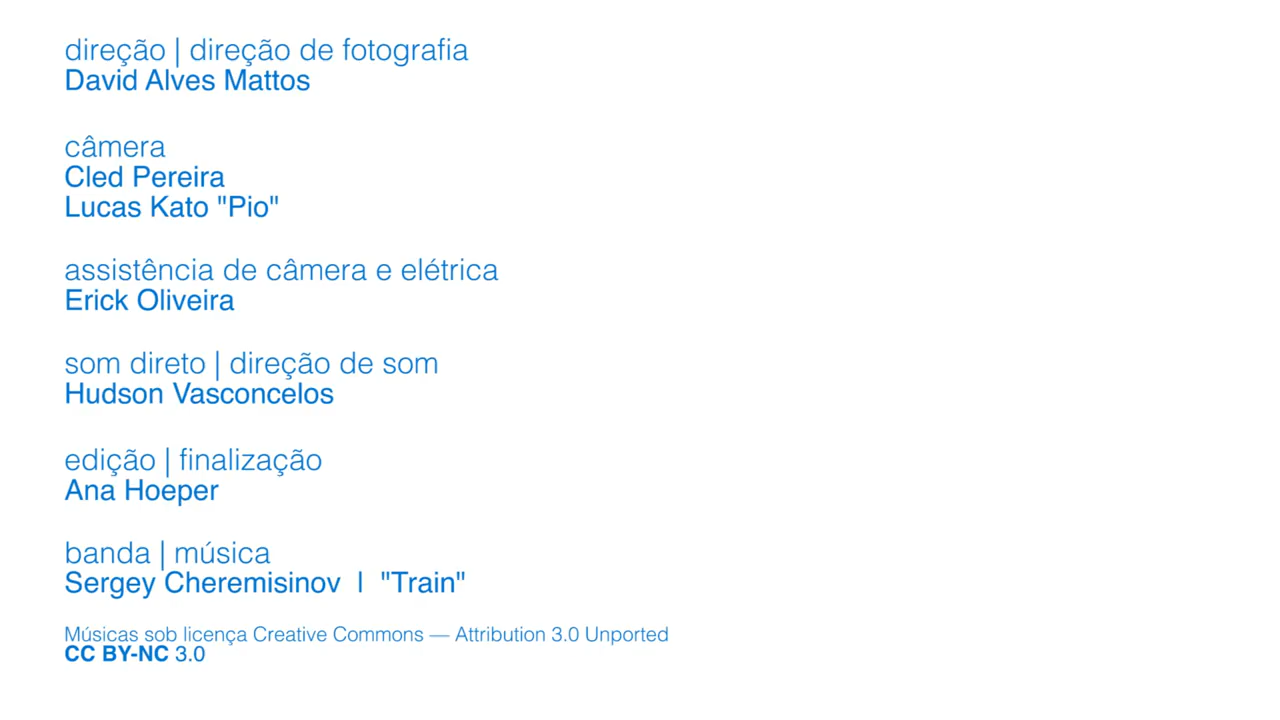 direção | direção de fotografia
David Alves Mattos
câmera
Cled Pereira
Lucas Kato "Pio"
assistência de câmera e elétrica
Erick Oliveira
som direto | direção de som
Hudson Vasconcelos
edição | finalização
Ana Hoeper
banda | música
Sergey Cheremisinov | "Train"
Músicas sob licença Creative Commons — Attribution 3.0 Unported
CC BY-NC 3.0